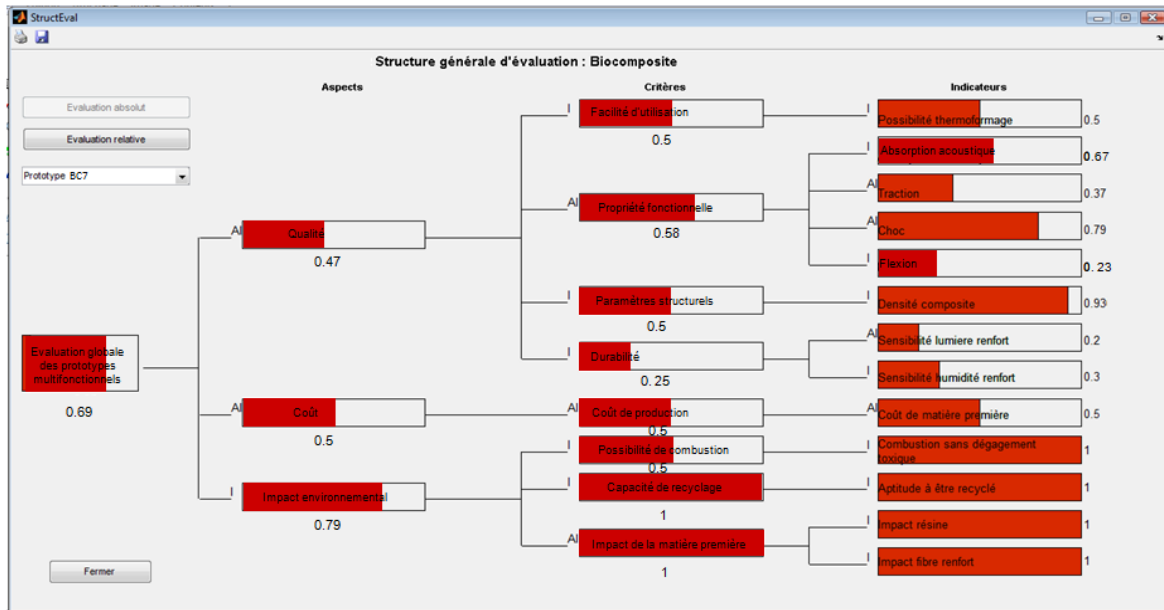 StructEval
Structure générale d'évaluation : Biocomposite
Aspects
Critères
Indicateurs
Evaluation absolut
Evaluation relative
Prototype BC7
Evaluation globale
des prototypes
multifonctionnels
0.69
AI
Qualité
0.47
AI
Coût
0.5
I
Impact environnemental
0.79
I
Facilité d'utilisation
0.5
AI
Propriété fonctionnelle
0.58
I
Paramètres structurels
0.5
I
Durabilité
0. 25
AI
Coût de production
0.5
I
Possibilité de combustion
0.5
I
Capacité de recyclage
1
AI
Impact de la matière première
1
I
Possibilité thermoformage
0.5
I
Absorption acoustique
0.67
AI
Traction
0.37
AI
Choc
0.79
I
Flexion
0. 23
I
Densité composite
0.93
AI
Sensibilité lumiere renfort
0.2
I
Sensibilité humidité renfort
0.3
AI
Coût de matière première
0.5
I
Combustion sans dégagement
toxique
1
I
Aptitude à être recyclé
1
I
Impact résine
1
I
Impact fibre renfort
1
Fermer